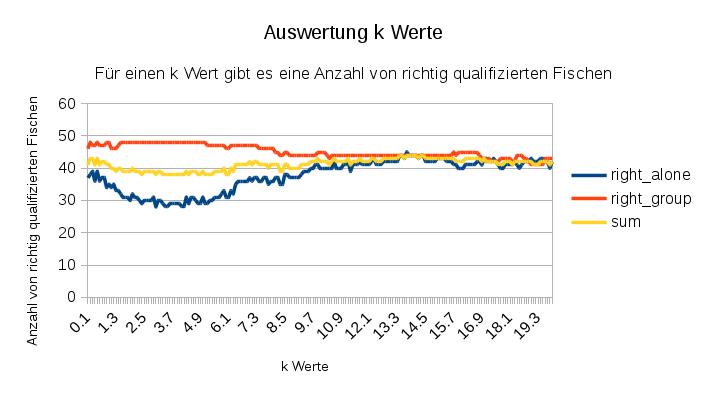 Auswertung k Werte
Für einen k Wert gibt es eine Anzahl von richtig qualifizierten Fischen
Anzahl von richtig qualifizierten Fischen
60
50
40
30
20
10
0
0.1 1.3 2.5 3.7 4.9 6.1 7.3 8.5 9.7 10.9 12.1 13.3 14.5 15.7 16.9 18.1 19.3
k Werte
right_alone
right_group
sum